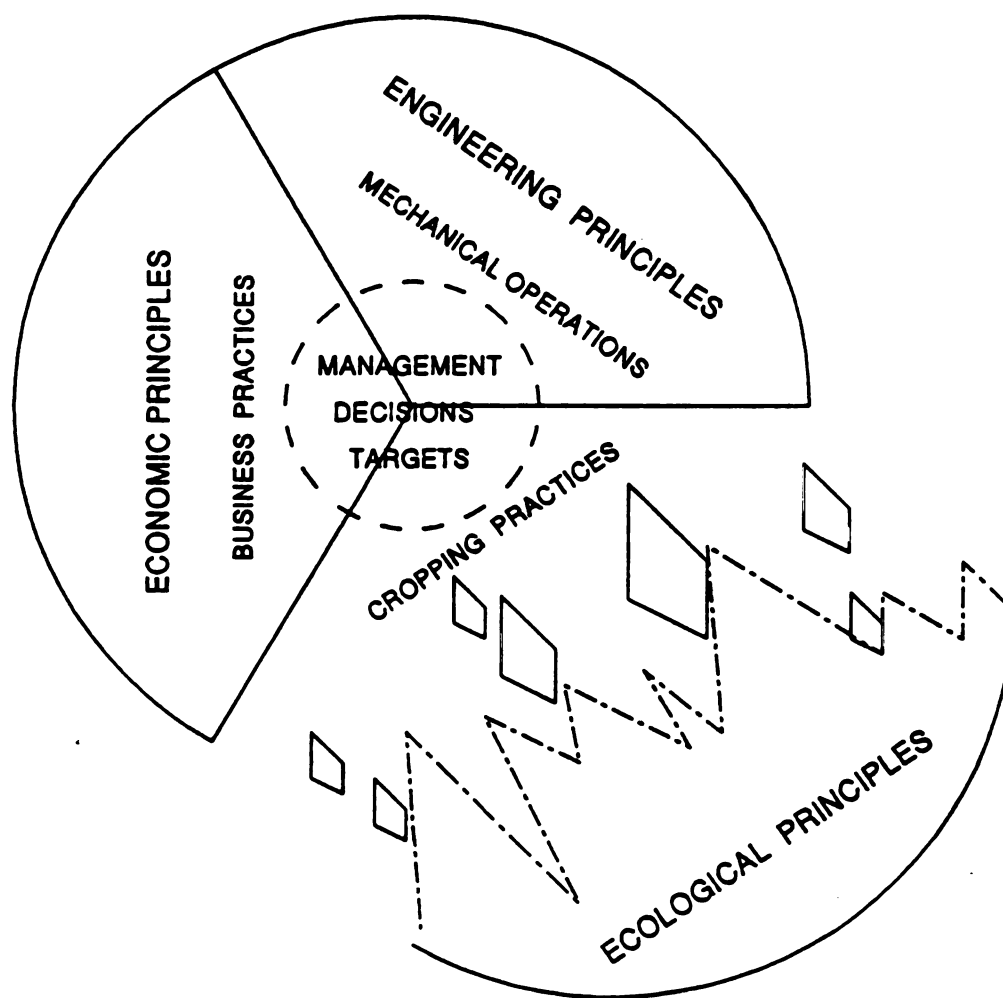 ENGINEERING PRINCIPLES
MECHANICAL OPERATIONS
ECONOMIC PRINCIPLES
BUSINESS PRACTICES
MANAGEMENT
DECISIONS
TARGETS
CROPPING PRACTICES
ECOLOGICAL PRINCIPLES